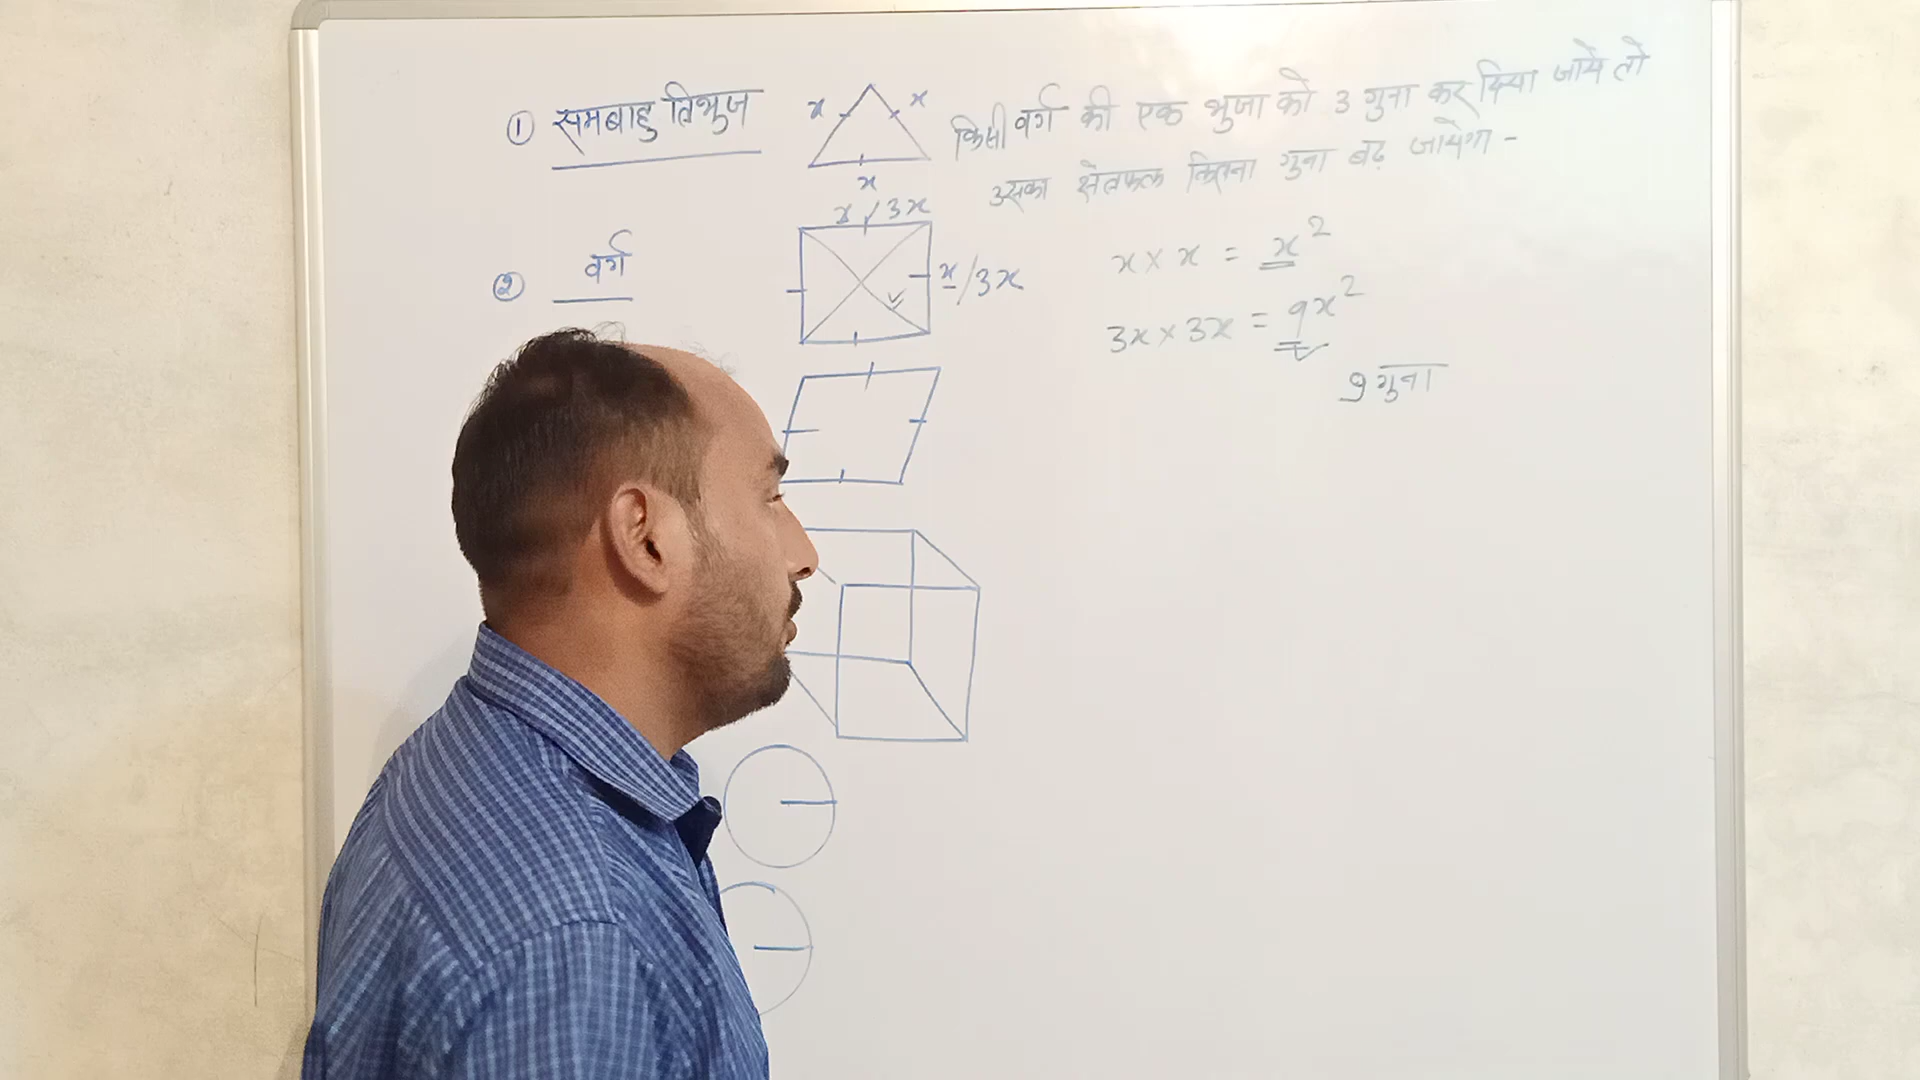 ① समबाहु त्रिभुज
x x
x
किसी वर्ग की एक भुजा को 3 गुना कर दिया जाये तो
उसका क्षेत्रफल कितना गुना बढ़ जायेगा -
② वर्ग
x / 3x
x / 3x
x × x = x²
3x × 3x = 9x²
9 गुना